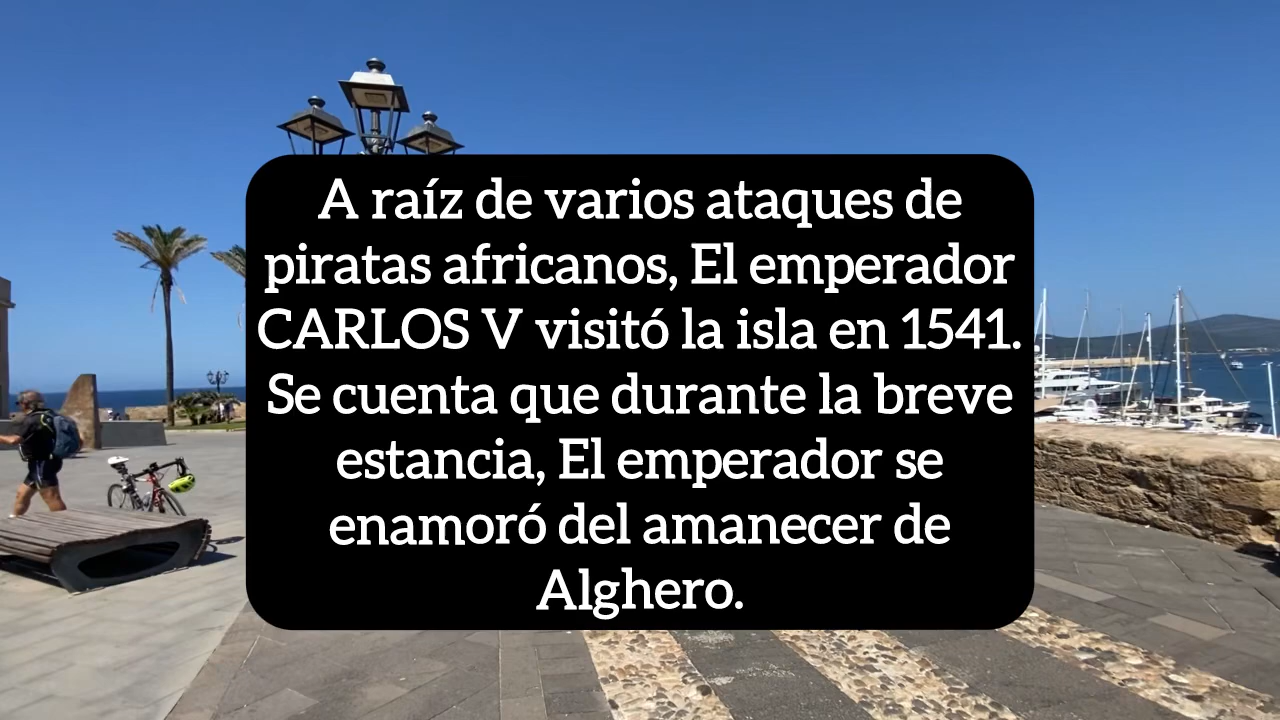 A raíz de varios ataques de
piratas africanos, El emperador
CARLOS V visitó la isla en 1541.
Se cuenta que durante la breve
estancia, El emperador se
enamoró del amanecer de
Alghero.